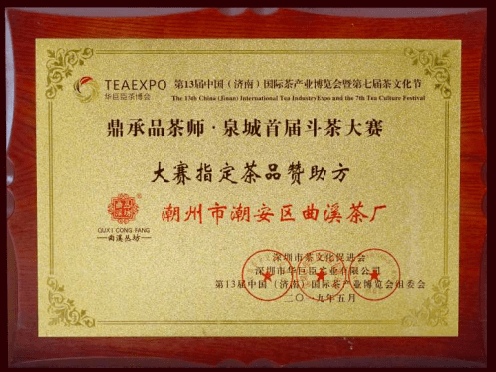 TEAEXPO
华巨臣茶博会
第13届中国（济南）国际茶产业博览会暨第七届茶文化节
The 13th China (Jinan) International Tea IndustryExpo and the 7th Tea Culture Festival
鼎承品茶师·泉城首届斗茶大赛
大赛指定茶品赞助方
潮州市潮安区曲溪茶厂
QUXI CONG FANG
曲溪丛坊
深圳市茶文化促进会
深圳市华巨臣茶业有限公司
第13届中国（济南）国际茶产业博览会组委会
二〇一九年五月